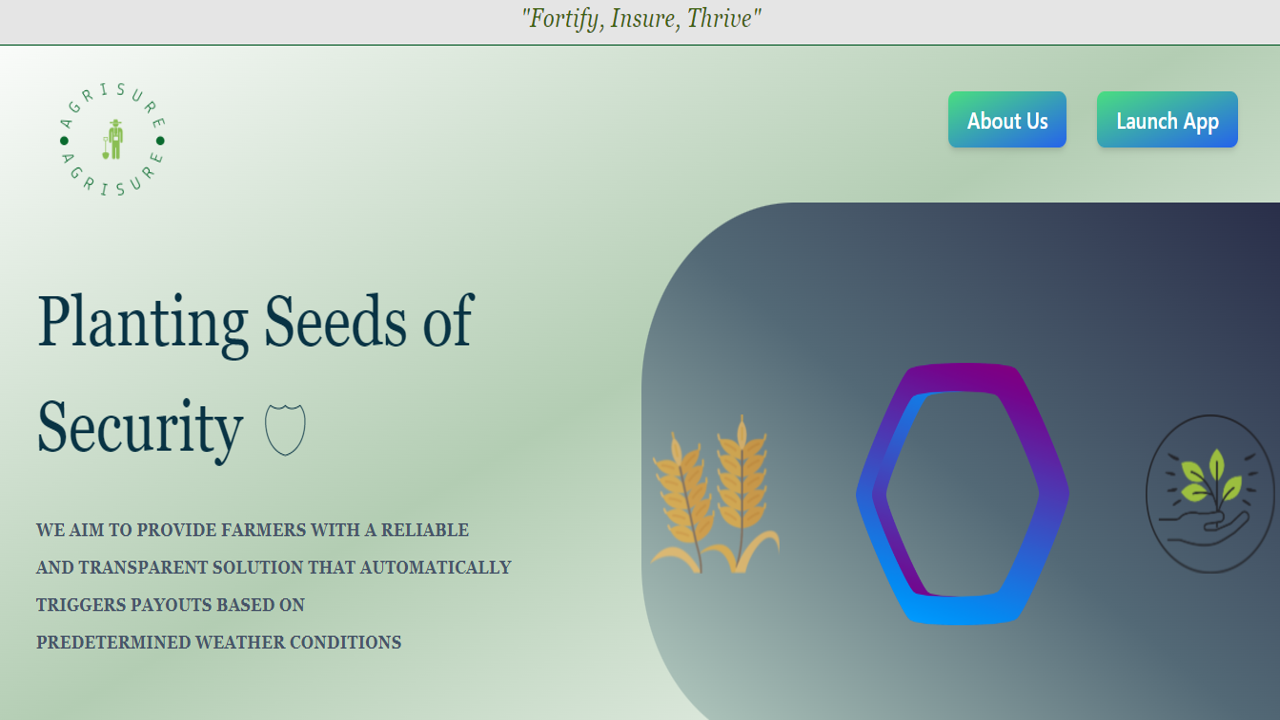 "Fortify, Insure, Thrive"
AGRISURE
AGRISURE
About Us
Launch App
Planting Seeds of
Security
WE AIM TO PROVIDE FARMERS WITH A RELIABLE
AND TRANSPARENT SOLUTION THAT AUTOMATICALLY
TRIGGERS PAYOUTS BASED ON
PREDETERMINED WEATHER CONDITIONS